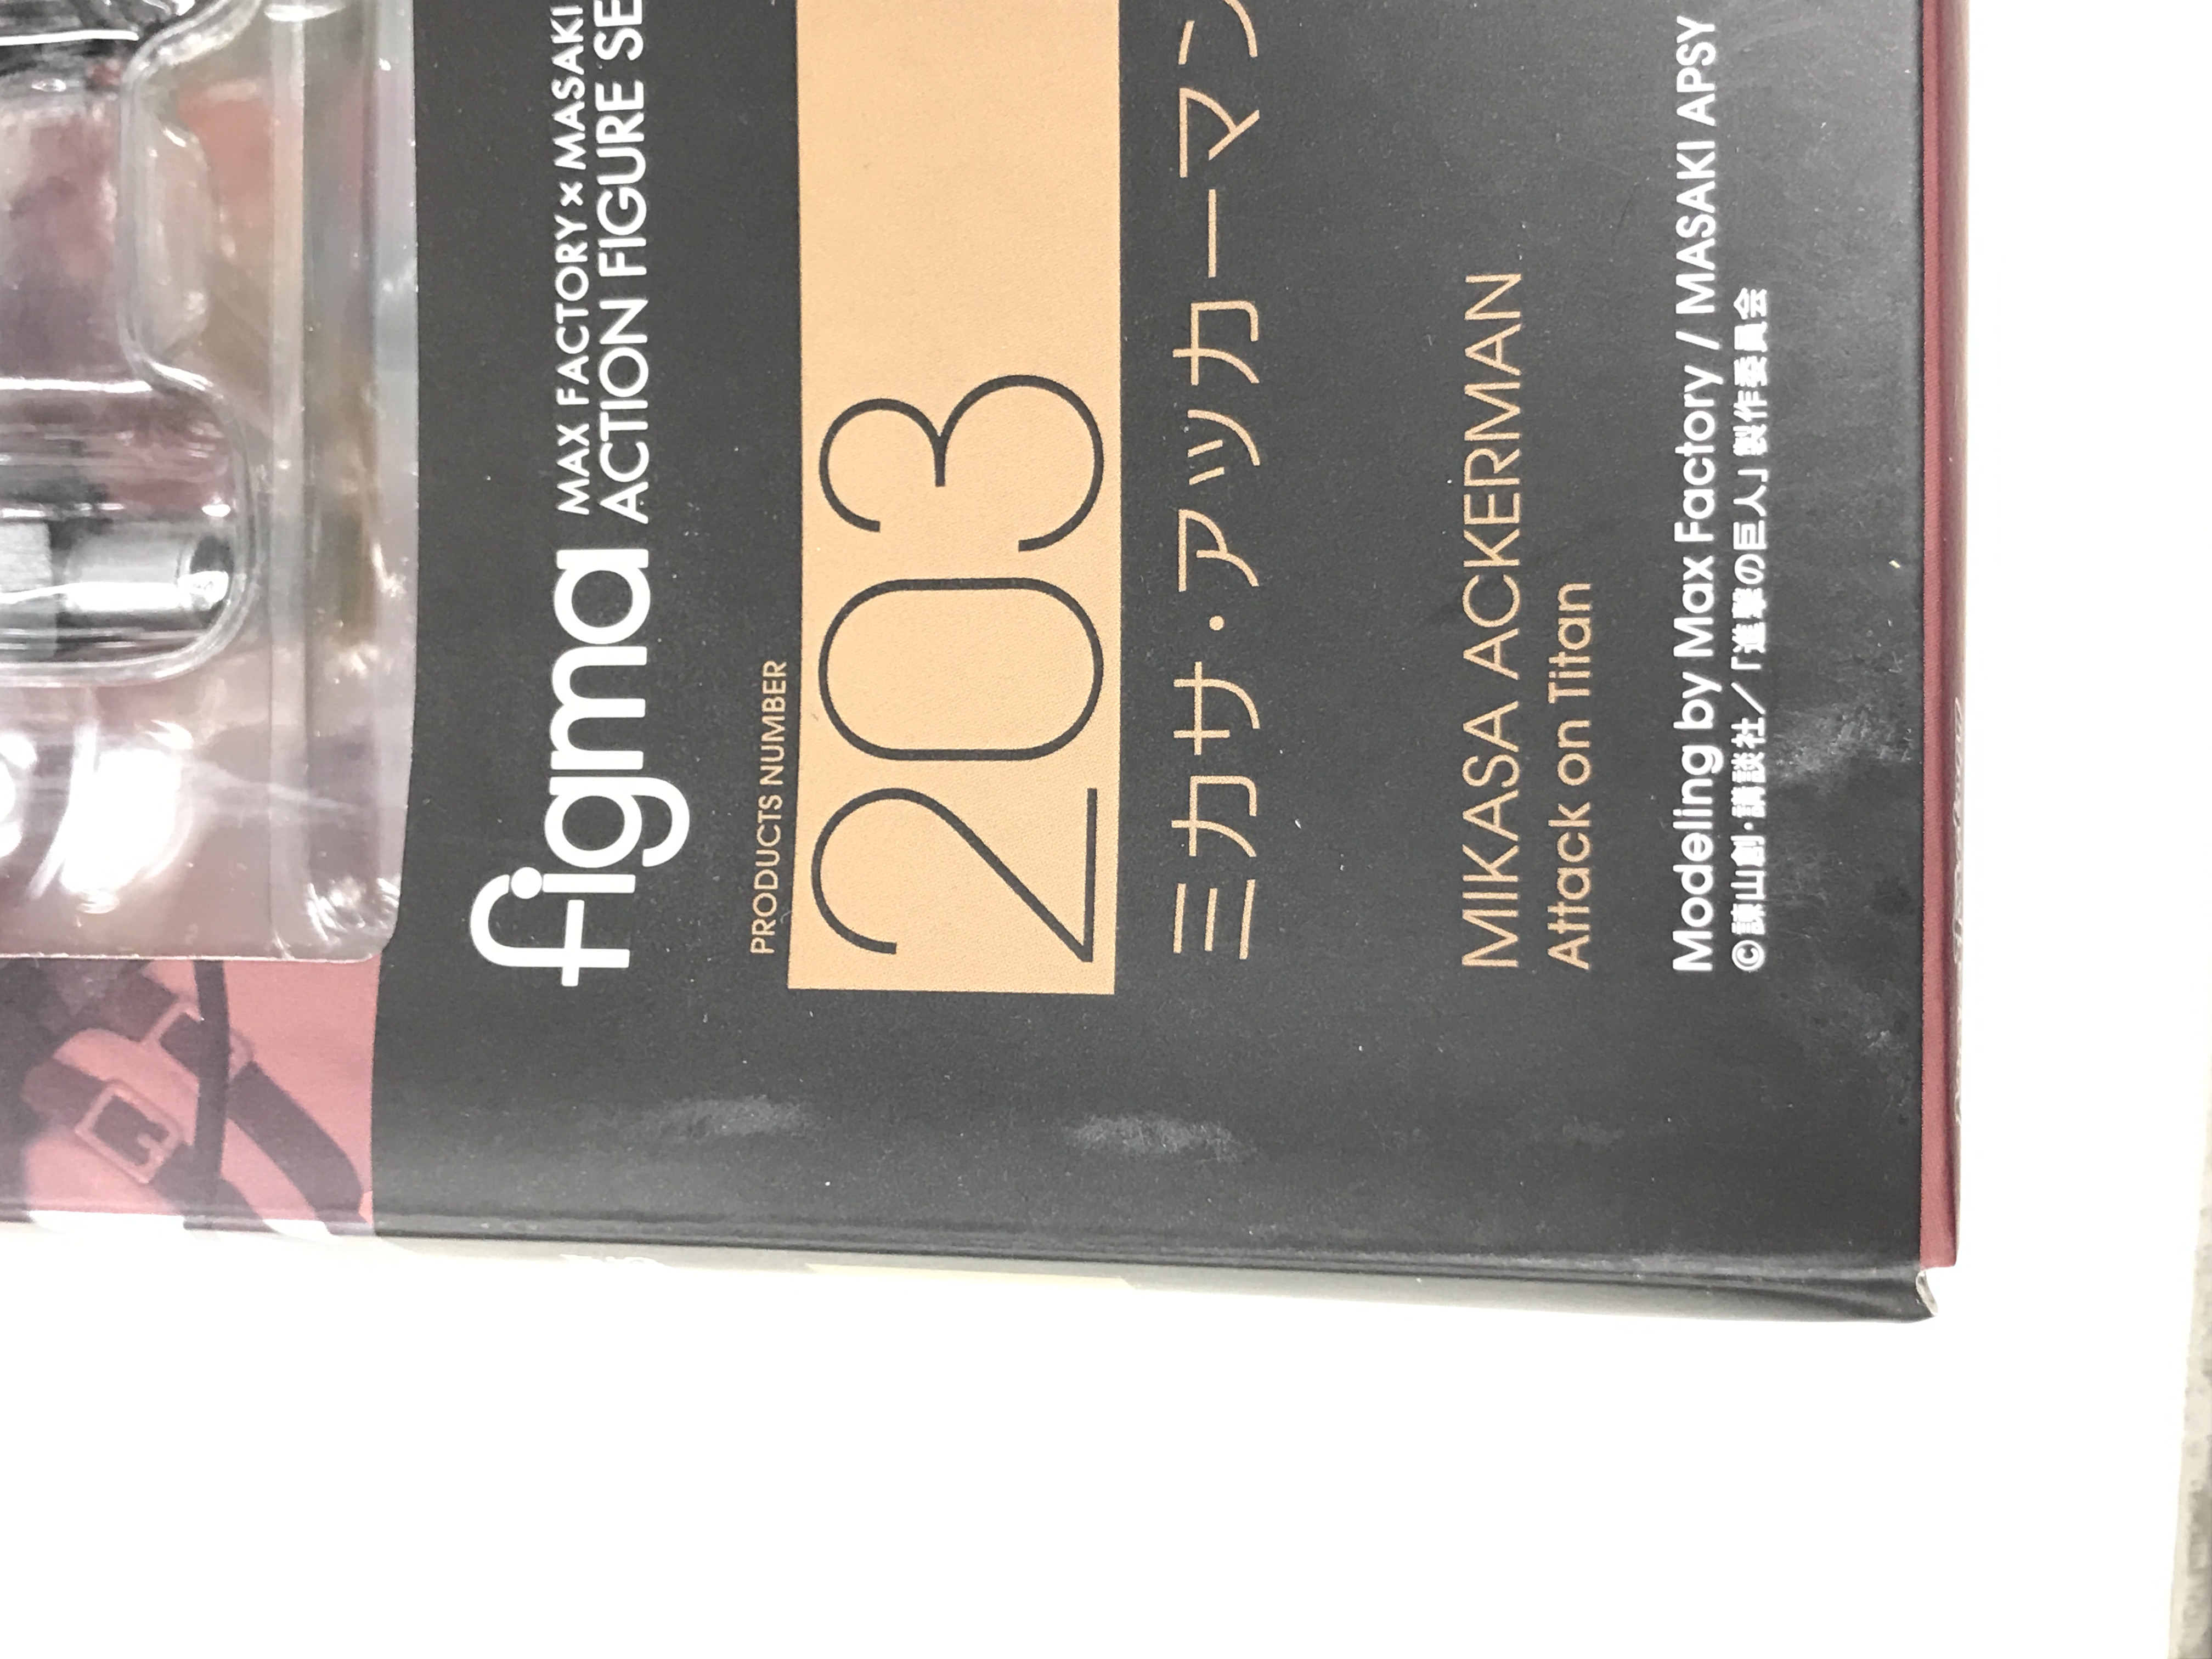 figma
MAX FACTORY × MASAKI
ACTION FIGURE SE
PRODUCTS NUMBER
203
ミカサ・アッカーマン
MIKASA ACKERMAN
Attack on Titan
Modeling by Max Factory / MASAKI APSY
©諫山創・講談社／「進撃の巨人」製作委員会